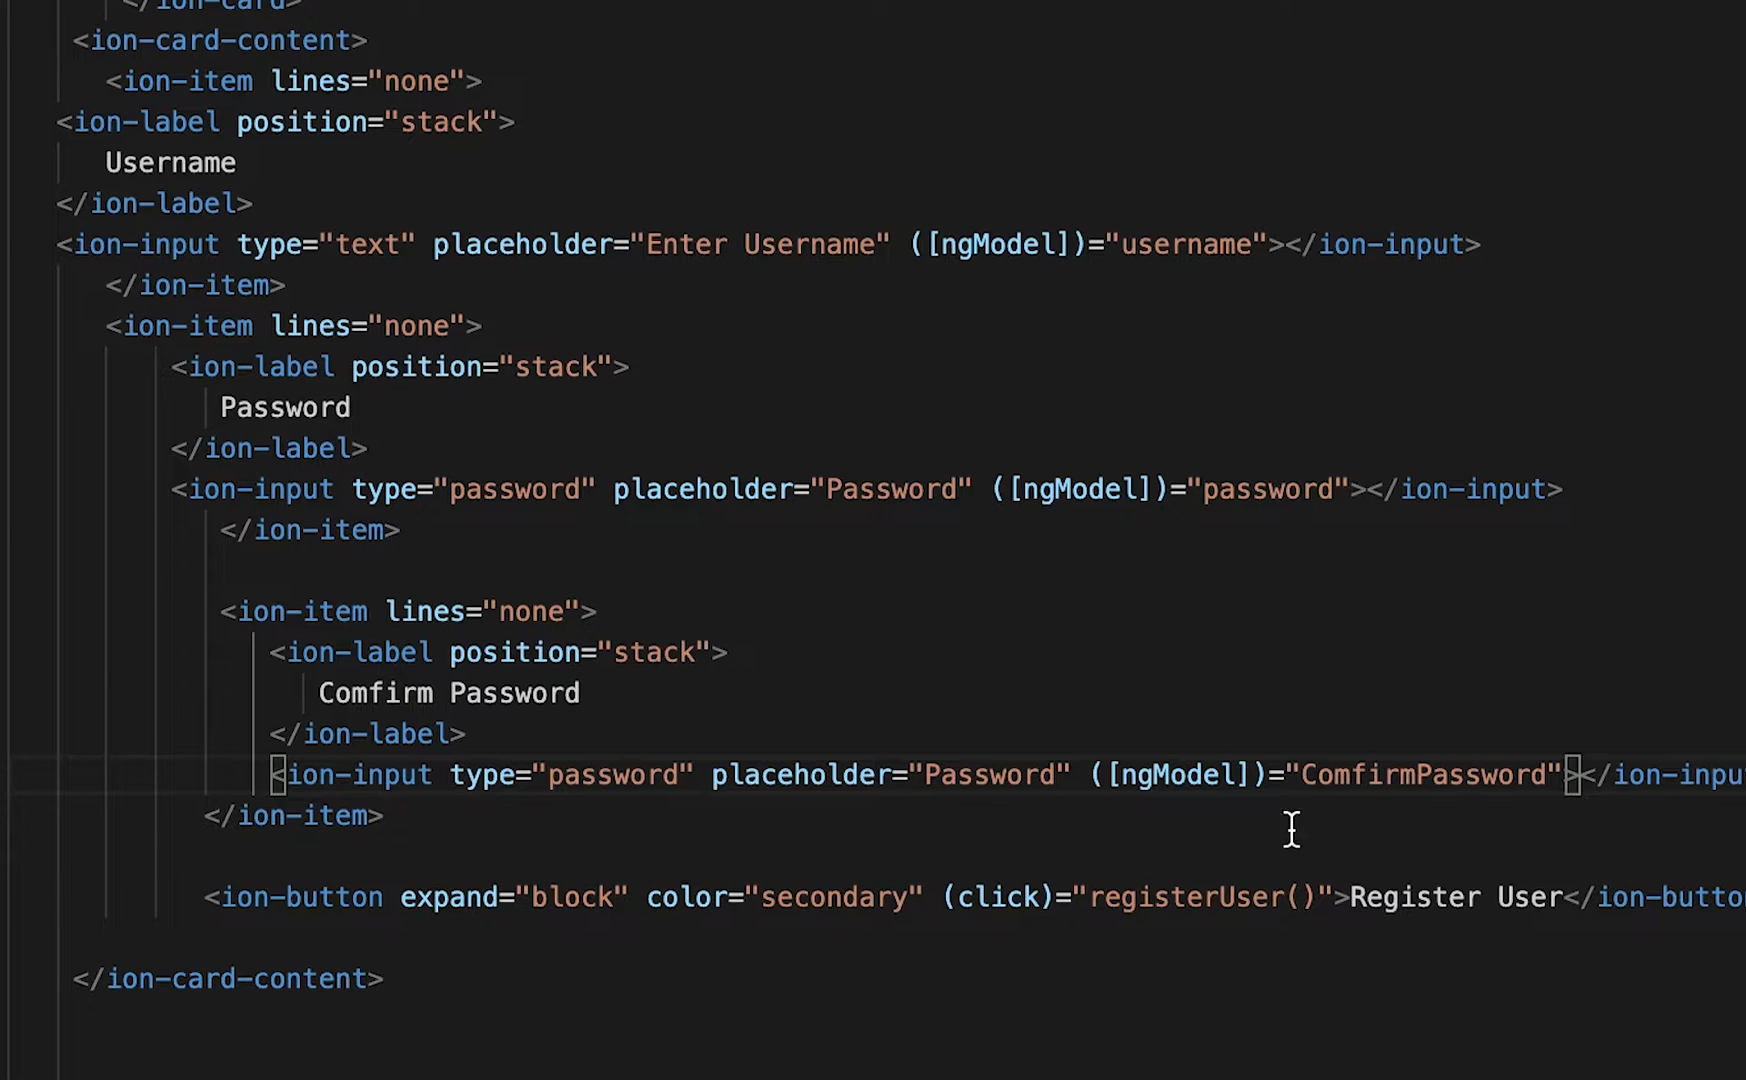 </ion-card>
<ion-card-content>
<ion-item lines="none">
<ion-label position="stack">
Username
</ion-label>
<ion-input type="text" placeholder="Enter Username" ([ngModel])="username"></ion-input>
</ion-item>
<ion-item lines="none">
<ion-label position="stack">
Password
</ion-label>
<ion-input type="password" placeholder="Password" ([ngModel])="password"></ion-input>
</ion-item>
<ion-item lines="none">
<ion-label position="stack">
Comfirm Password
</ion-label>
<ion-input type="password" placeholder="Password" ([ngModel])="ComfirmPassword"></ion-inpu
</ion-item>
<ion-button expand="block" color="secondary" (click)="registerUser()">Register User</ion-butto
</ion-card-content>